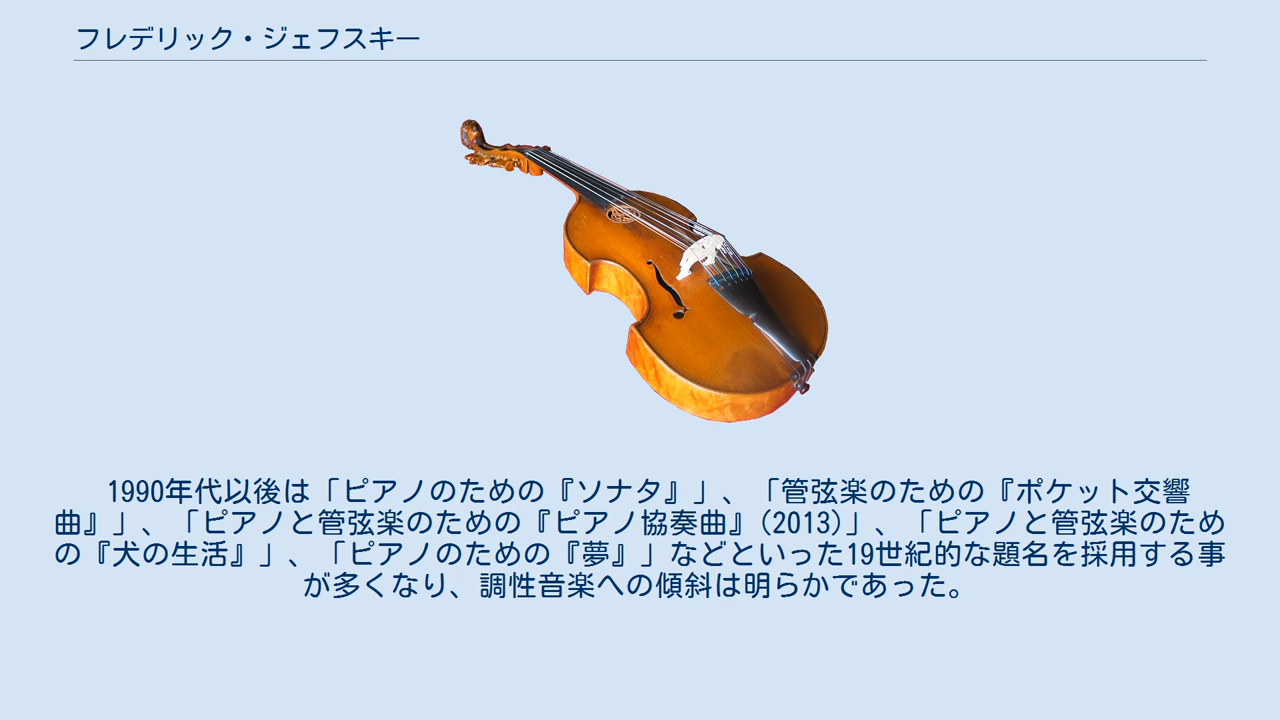 フレデリック・ジェフスキー
1990年代以後は「ピアノのための『ソナタ』」、「管弦楽のための『ポケット交響
曲』」、「ピアノと管弦楽のための『ピアノ協奏曲』(2013)」、「ピアノと管弦楽のため
の『犬の生活』」、「ピアノのための『夢』」などといった19世紀的な題名を採用する事
が多くなり、調性音楽への傾斜は明らかであった。